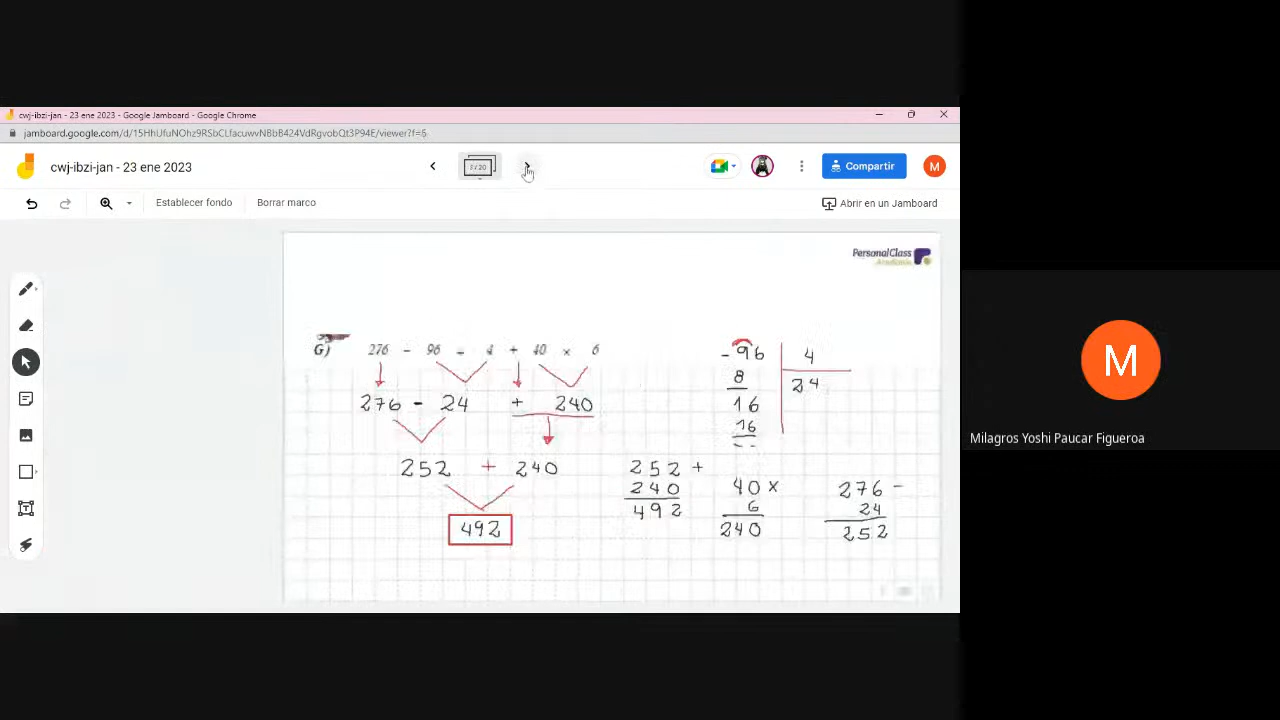 cwj-ibzi-jan - 23 ene 2023 - Google Jamboard - Google Chrome
jamboard.google.com/d/15HhUfuNOhz9RSbCLfacuwvNBbB424VdRgvobQt3P94E/viewer?f=5
cwj-ibzi-jan - 23 ene 2023
Compartir
M
Establecer fondo
Borrar marco
Abrir en un Jamboard
PersonalClass
Academia
G) 276 - 96 ÷ 4 + 40 × 6
276 - 24 + 240
252 + 240
492
- 96 4
8 24
16
16
--
252 +
240
492
40 x
6
240
276 -
24
252
M
Milagros Yoshi Paucar Figueroa